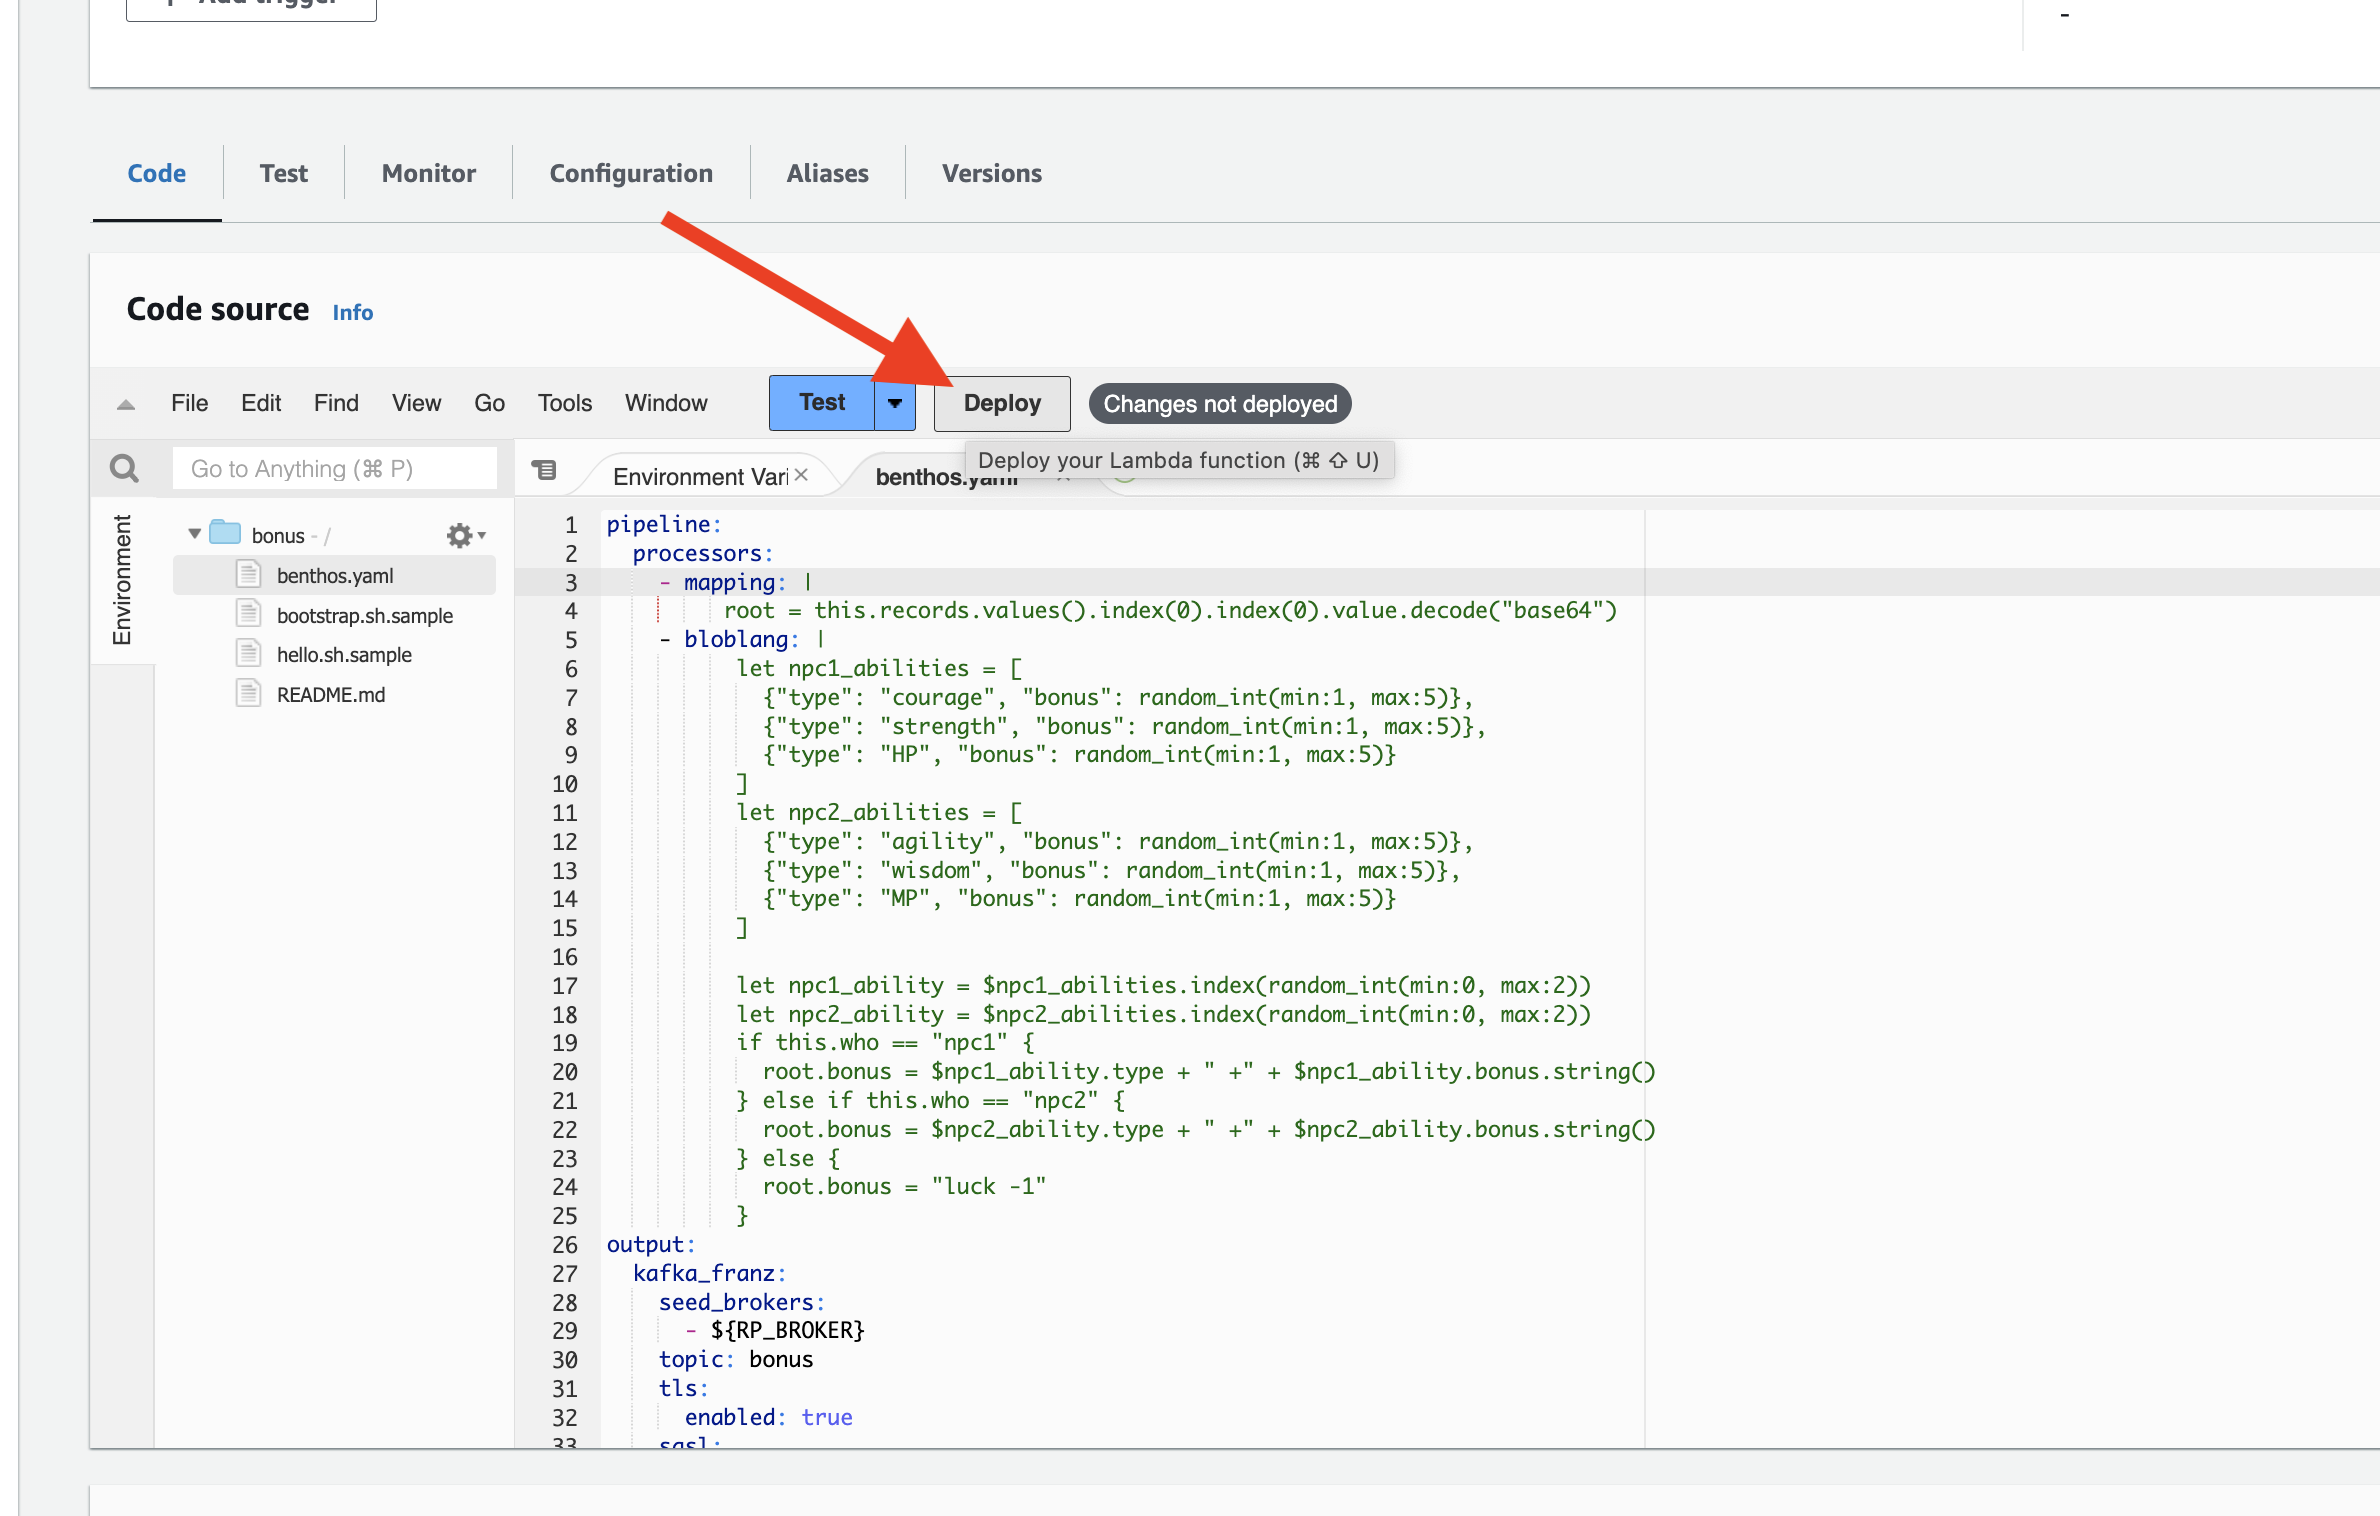 + Add trigger
-
Code Test Monitor Configuration Aliases Versions
Code source Info
File Edit Find View Go Tools Window Test Deploy Changes not deployed
Deploy your Lambda function (⌘ ⇧ U)
Go to Anything (⌘ P)
Environment Vari × benthos.yaml ×
Environment
bonus - /
benthos.yaml
bootstrap.sh.sample
hello.sh.sample
README.md
1 pipeline:
2 processors:
3 - mapping: |
4 root = this.records.values().index(0).index(0).value.decode("base64")
5 - bloblang: |
6 let npc1_abilities = [
7 {"type": "courage", "bonus": random_int(min:1, max:5)},
8 {"type": "strength", "bonus": random_int(min:1, max:5)},
9 {"type": "HP", "bonus": random_int(min:1, max:5)}
10 ]
11 let npc2_abilities = [
12 {"type": "agility", "bonus": random_int(min:1, max:5)},
13 {"type": "wisdom", "bonus": random_int(min:1, max:5)},
14 {"type": "MP", "bonus": random_int(min:1, max:5)}
15 ]
16
17 let npc1_ability = $npc1_abilities.index(random_int(min:0, max:2))
18 let npc2_ability = $npc2_abilities.index(random_int(min:0, max:2))
19 if this.who == "npc1" {
20 root.bonus = $npc1_ability.type + " +" + $npc1_ability.bonus.string()
21 } else if this.who == "npc2" {
22 root.bonus = $npc2_ability.type + " +" + $npc2_ability.bonus.string()
23 } else {
24 root.bonus = "luck -1"
25 }
26 output:
27 kafka_franz:
28 seed_brokers:
29 - ${RP_BROKER}
30 topic: bonus
31 tls:
32 enabled: true
33 sasl: